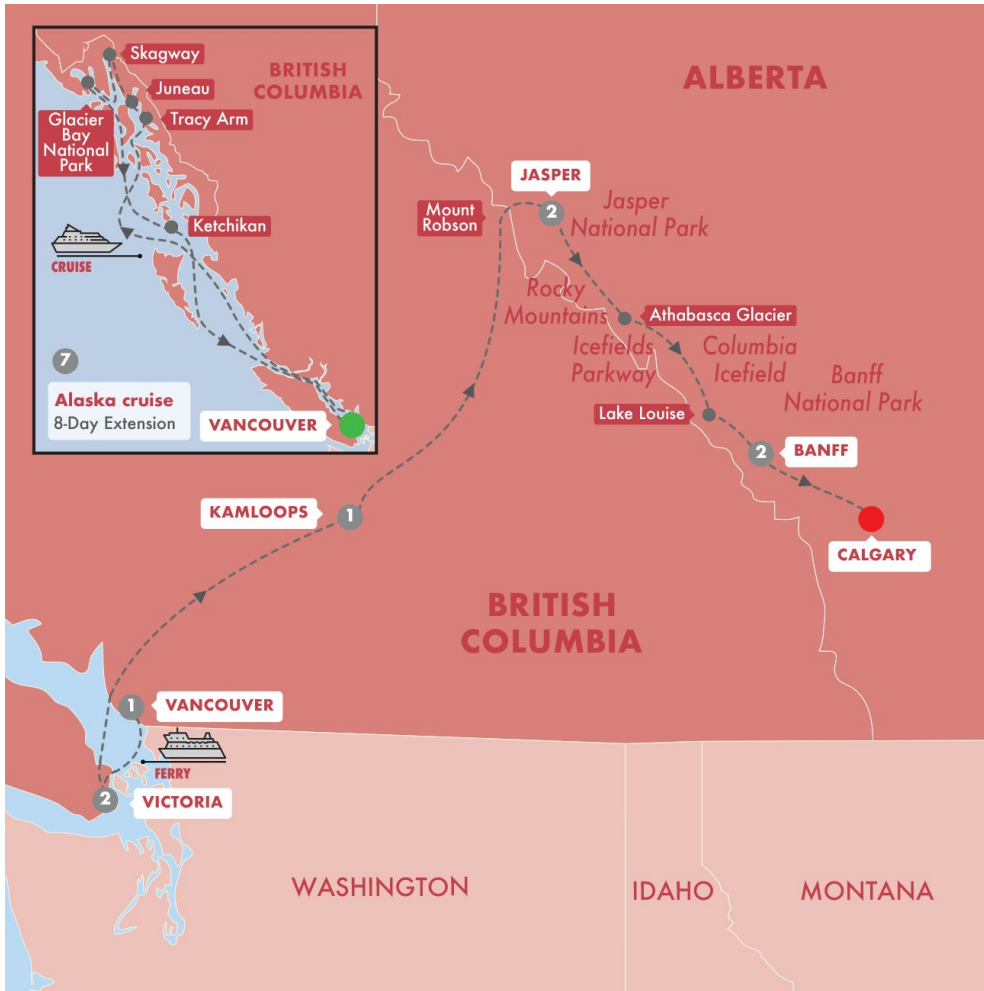 Skagway
BRITISH
COLUMBIA
Juneau
Tracy Arm
Glacier
Bay
National
Park
Ketchikan
CRUISE
7
Alaska cruise
8-Day Extension
VANCOUVER
ALBERTA
JASPER
2
Jasper
National Park
Mount
Robson
Rocky
Mountains
Athabasca Glacier
Icefields
Parkway
Columbia
Icefield
Banff
National Park
Lake Louise
2
BANFF
KAMLOOPS
1
CALGARY
BRITISH
COLUMBIA
1
VANCOUVER
FERRY
2
VICTORIA
WASHINGTON
IDAHO
MONTANA